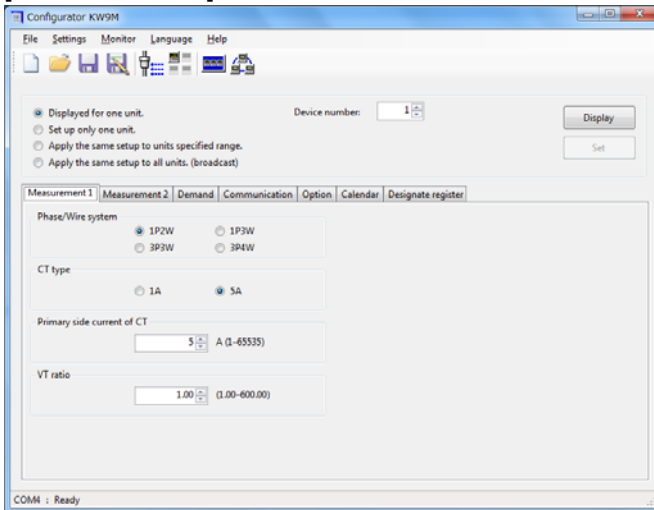 Configurator KW9M
File Settings Monitor Language Help
Displayed for one unit. Device number: 1 Display
Set up only one unit.
Apply the same setup to units specified range. Set
Apply the same setup to all units. (broadcast)
Measurement 1 Measurement 2 Demand Communication Option Calendar Designate register
Phase/Wire system
1P2W 1P3W
3P3W 3P4W
CT type
1A 5A
Primary side current of CT
5 A (1-65535)
VT ratio
1.00 (1.00-600.00)
COM4 : Ready